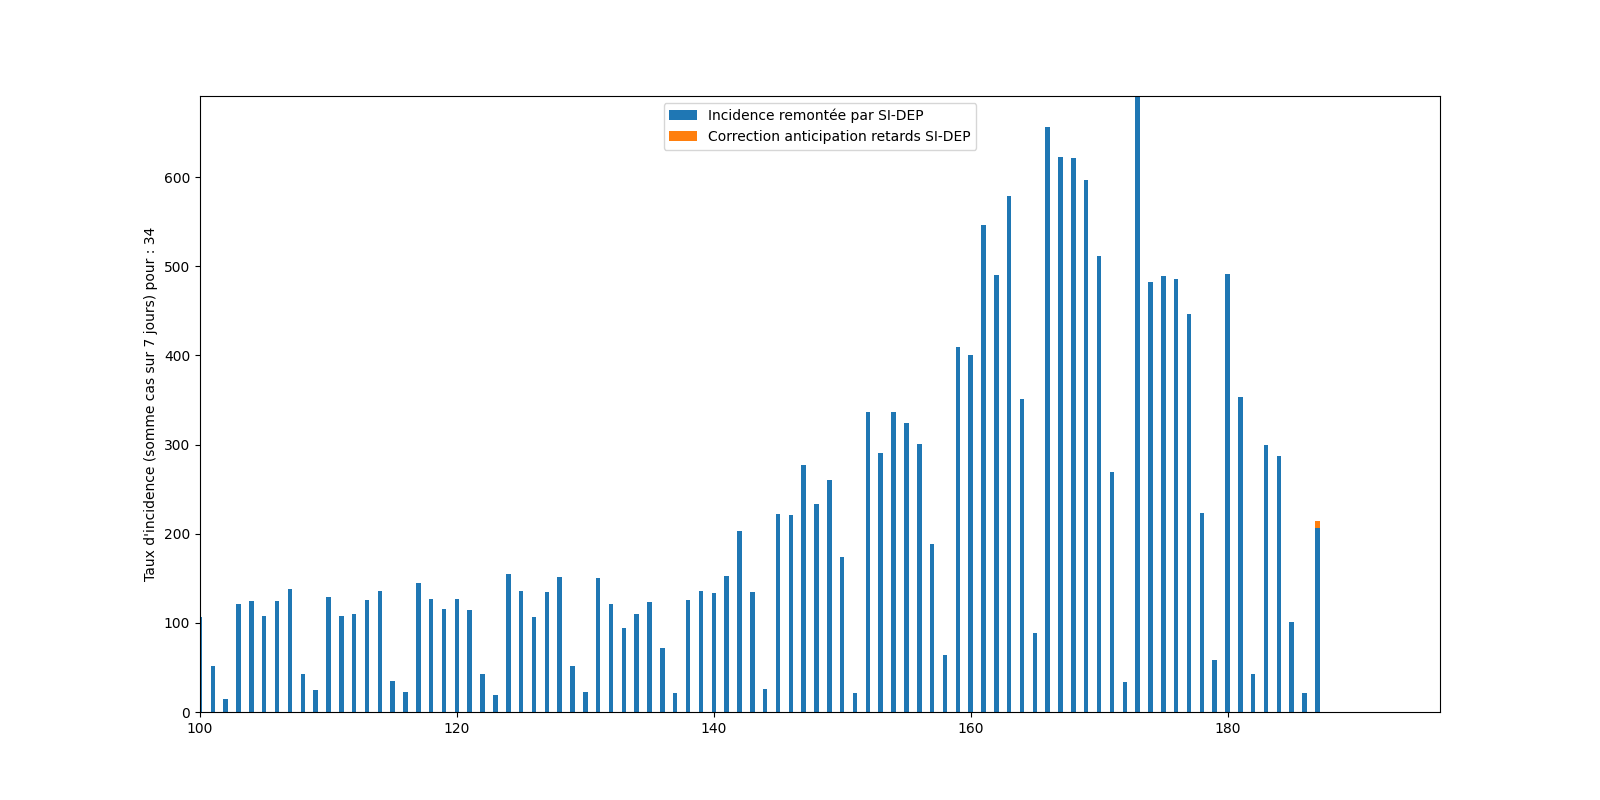 Incidence remontée par SI-DEP
Correction anticipation retards SI-DEP
Taux d'incidence (somme cas sur 7 jours) pour : 34
600
500
400
300
200
100
0
100 120 140 160 180